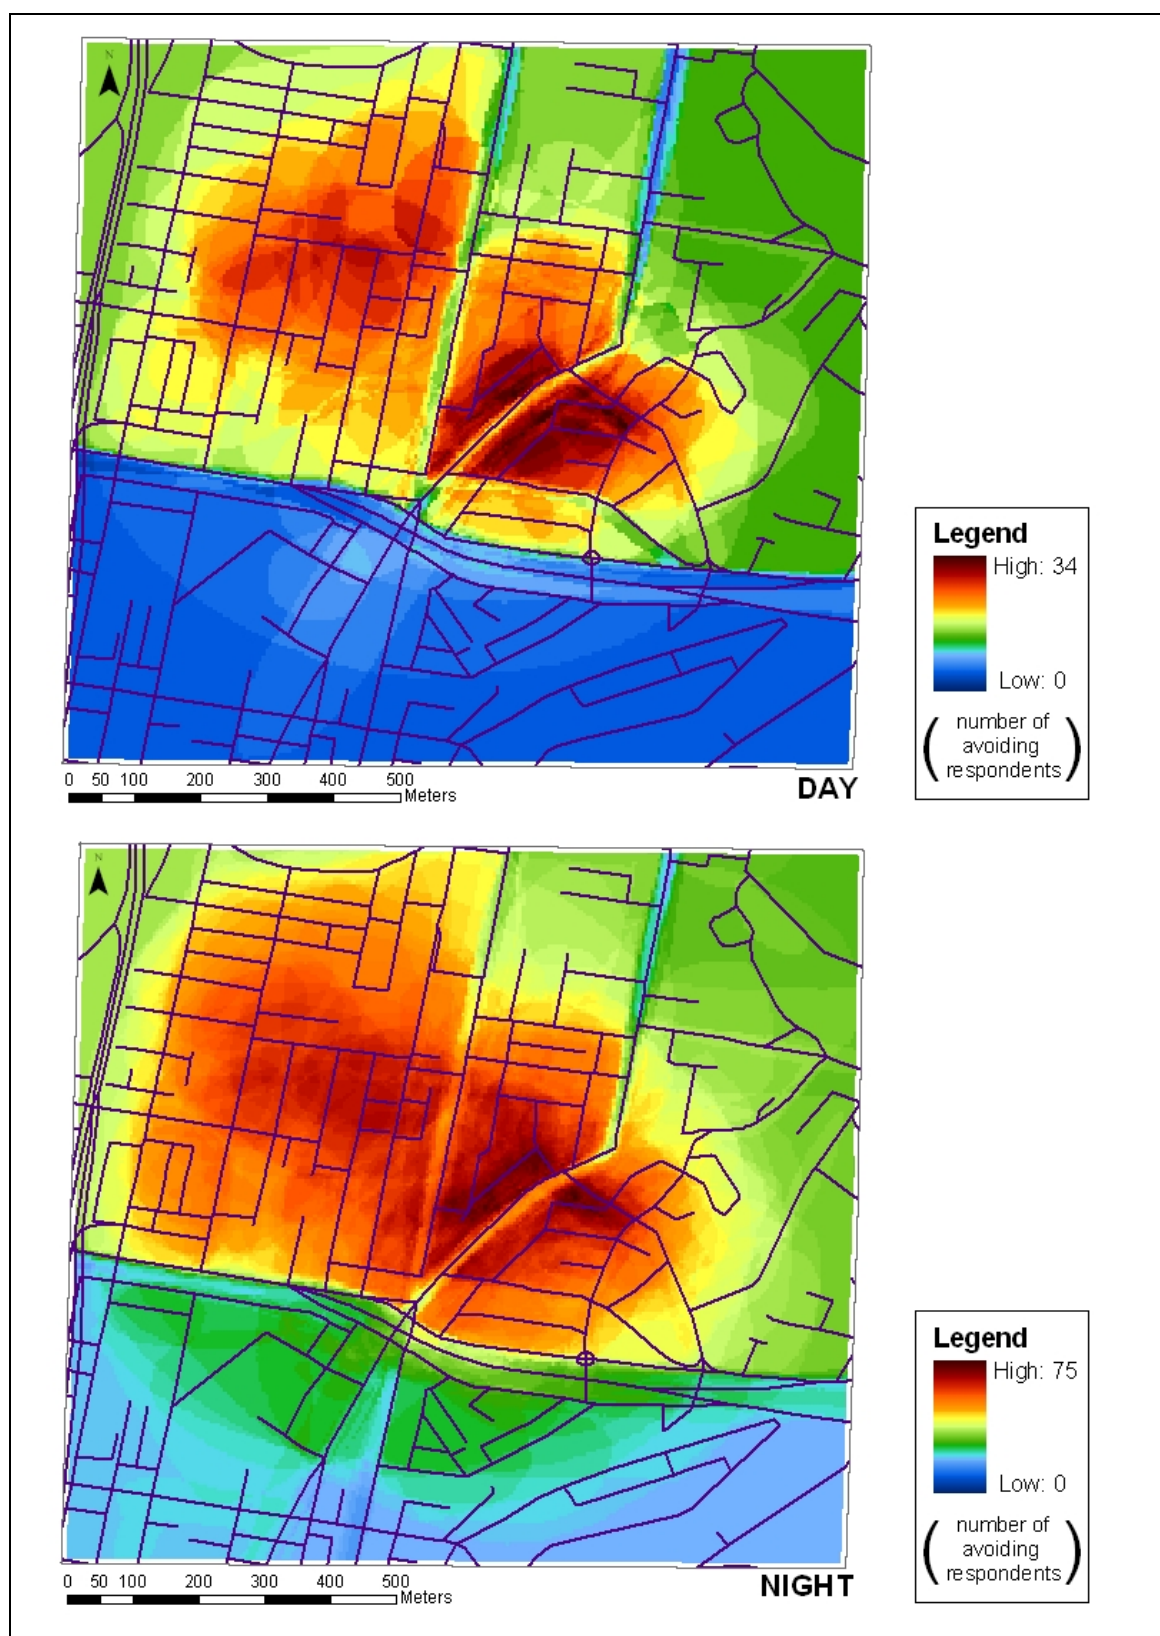 N
Legend
High: 34
Low: 0
( number of
avoiding
respondents )
0 50 100 200 300 400 500
Meters
DAY
N
Legend
High: 75
Low: 0
( number of
avoiding
respondents )
0 50 100 200 300 400 500
Meters
NIGHT